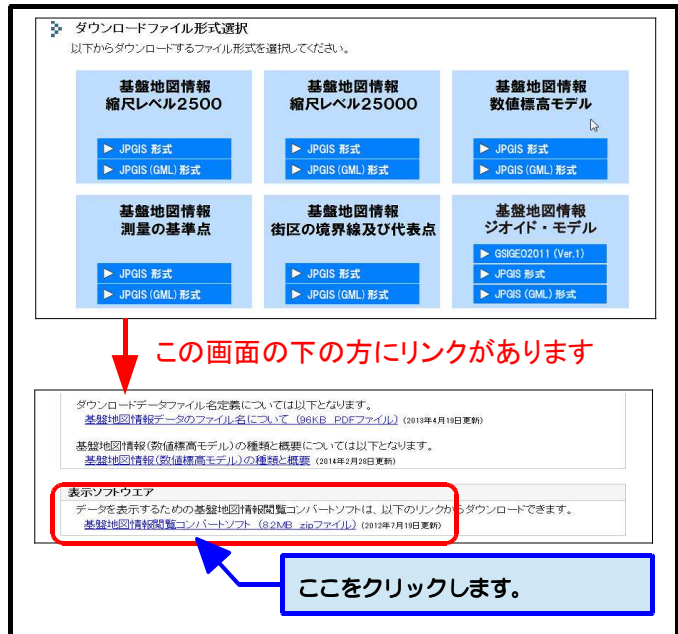 ダウンロードファイル形式選択
以下からダウンロードするファイル形式を選択してください。
基盤地図情報
縮尺レベル2500
▶ JPGIS 形式
▶ JPGIS (GML) 形式
基盤地図情報
縮尺レベル25000
▶ JPGIS 形式
▶ JPGIS (GML) 形式
基盤地図情報
数値標高モデル
▶ JPGIS 形式
▶ JPGIS (GML) 形式
基盤地図情報
測量の基準点
▶ JPGIS 形式
▶ JPGIS (GML) 形式
基盤地図情報
街区の境界線及び代表点
▶ JPGIS 形式
▶ JPGIS (GML) 形式
基盤地図情報
ジオイド・モデル
▶ GSIGEO2011 (Ver.1)
▶ JPGIS 形式
▶ JPGIS (GML) 形式
この画面の下の方にリンクがあります
ダウンロードデータファイル名定義については以下となります。
基盤地図情報データのファイル名について (96KB PDFファイル) (2013年4月19日更新)
基盤地図情報(数値標高モデル)の種類と概要については以下となります。
基盤地図情報(数値標高モデル)の種類と概要 (2014年2月28日更新)
表示ソフトウエア
データを表示するための基盤地図情報閲覧コンバートソフトは、以下のリンクからダウンロードできます。
基盤地図情報閲覧コンバートソフト (8.2MB zipファイル) (2012年7月19日更新)
ここをクリックします。